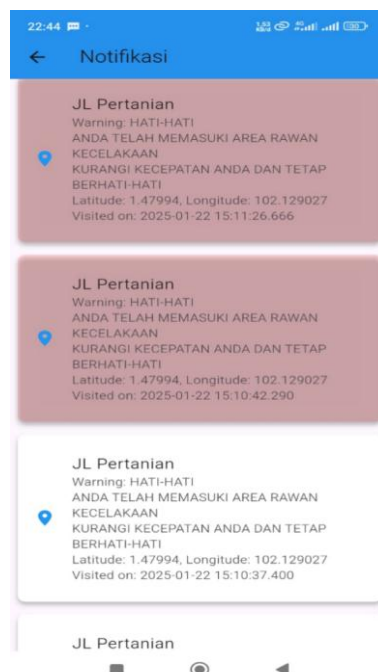 22:44
Notifikasi
JL Pertanian
Warning: HATI-HATI
ANDA TELAH MEMASUKI AREA RAWAN
KECELAKAAN
KURANGI KECEPATAN ANDA DAN TETAP
BERHATI-HATI
Latitude: 1.47994, Longitude: 102.129027
Visited on: 2025-01-22 15:11:26.666
JL Pertanian
Warning: HATI-HATI
ANDA TELAH MEMASUKI AREA RAWAN
KECELAKAAN
KURANGI KECEPATAN ANDA DAN TETAP
BERHATI-HATI
Latitude: 1.47994, Longitude: 102.129027
Visited on: 2025-01-22 15:10:42.290
JL Pertanian
Warning: HATI-HATI
ANDA TELAH MEMASUKI AREA RAWAN
KECELAKAAN
KURANGI KECEPATAN ANDA DAN TETAP
BERHATI-HATI
Latitude: 1.47994, Longitude: 102.129027
Visited on: 2025-01-22 15:10:37.400
JL Pertanian